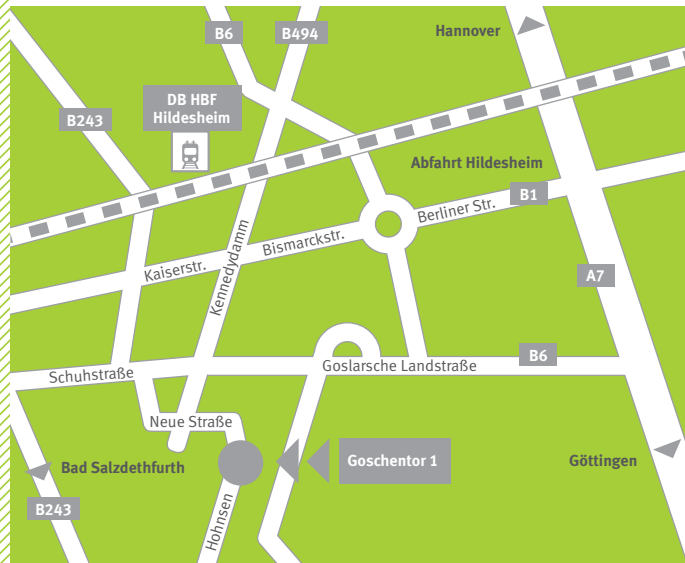 B6
B494
Hannover
DB HBF
Hildesheim
B243
Abfahrt Hildesheim
B1
Berliner Str.
Bismarckstr.
Kennedydamm
Kaiserstr.
A7
B6
Goslarsche Landstraße
Schuhstraße
Neue Straße
Goschentor 1
Göttingen
Bad Salzdethfurth
B243
Hohnsen